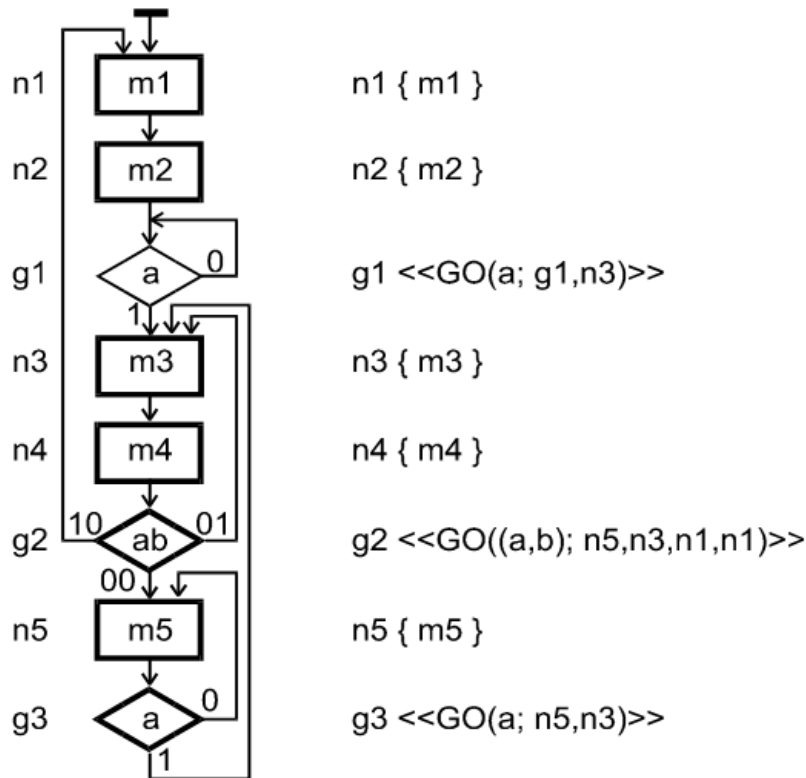 n1 m1 n1 { m1 }
n2 m2 n2 { m2 }
0
g1 a g1 <<GO(a; g1,n3)>>
1
n3 m3 n3 { m3 }
n4 m4 n4 { m4 }
10 01
g2 ab g2 <<GO((a,b); n5,n3,n1,n1)>>
00
n5 m5 n5 { m5 }
0
g3 a g3 <<GO(a; n5,n3)>>
1